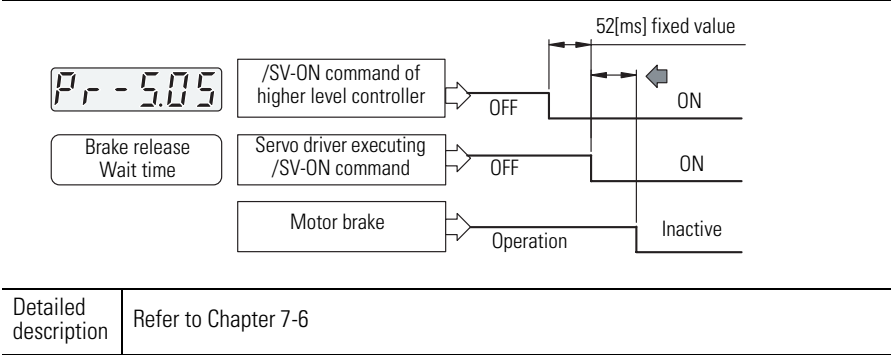 52[ms] fixed value
Pr - 5.05
/SV-ON command of
higher level controller
OFF
ON
Brake release
Wait time
Servo driver executing
/SV-ON command
OFF
ON
Motor brake
Operation
Inactive
Detailed
description
Refer to Chapter 7-6